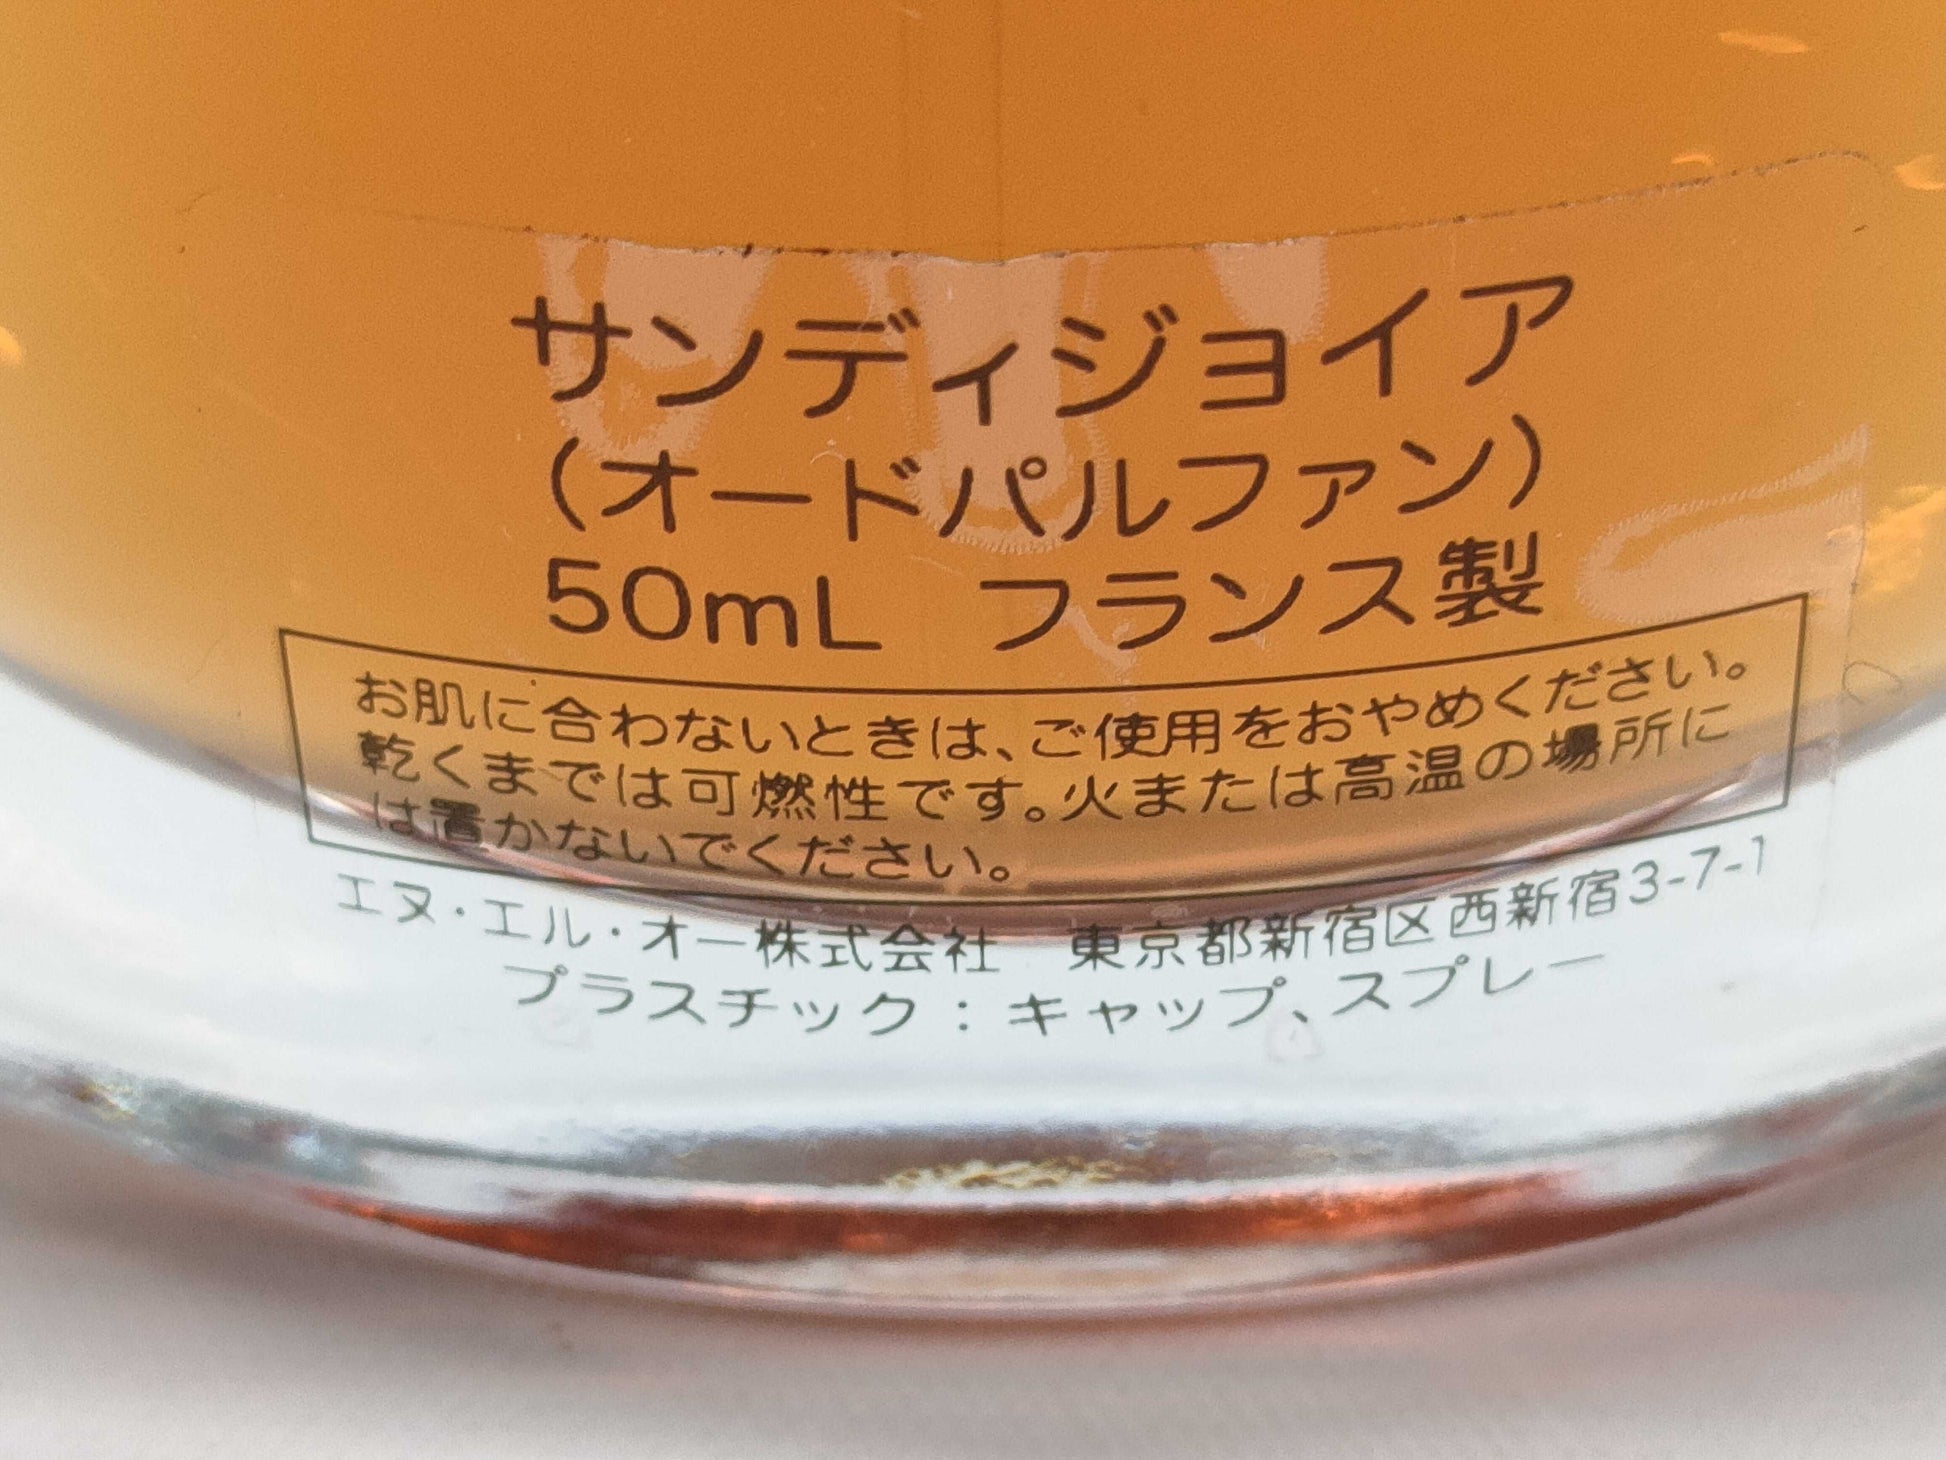 サンディジョイア
(オードパルファン)
50mL フランス製
お肌に合わないときは、ご使用をおやめください。
乾くまでは可燃性です。火または高温の場所に
は置かないでください。
エヌ・エル・オー株式会社 東京都新宿区西新宿3-7-1
プラスチック：キャップ、スプレー